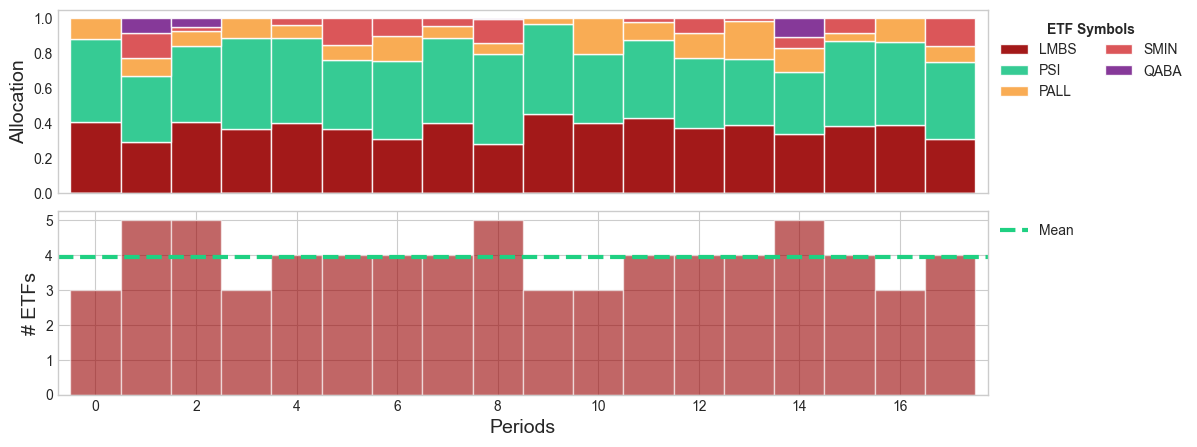 ETF Symbols
LMBS SMIN
PSI QABA
PALL
Allocation
1.0
0.8
0.6
0.4
0.2
0.0
Mean
# ETFs
5
4
3
2
1
0
0 2 4 6 8 10 12 14 16
Periods